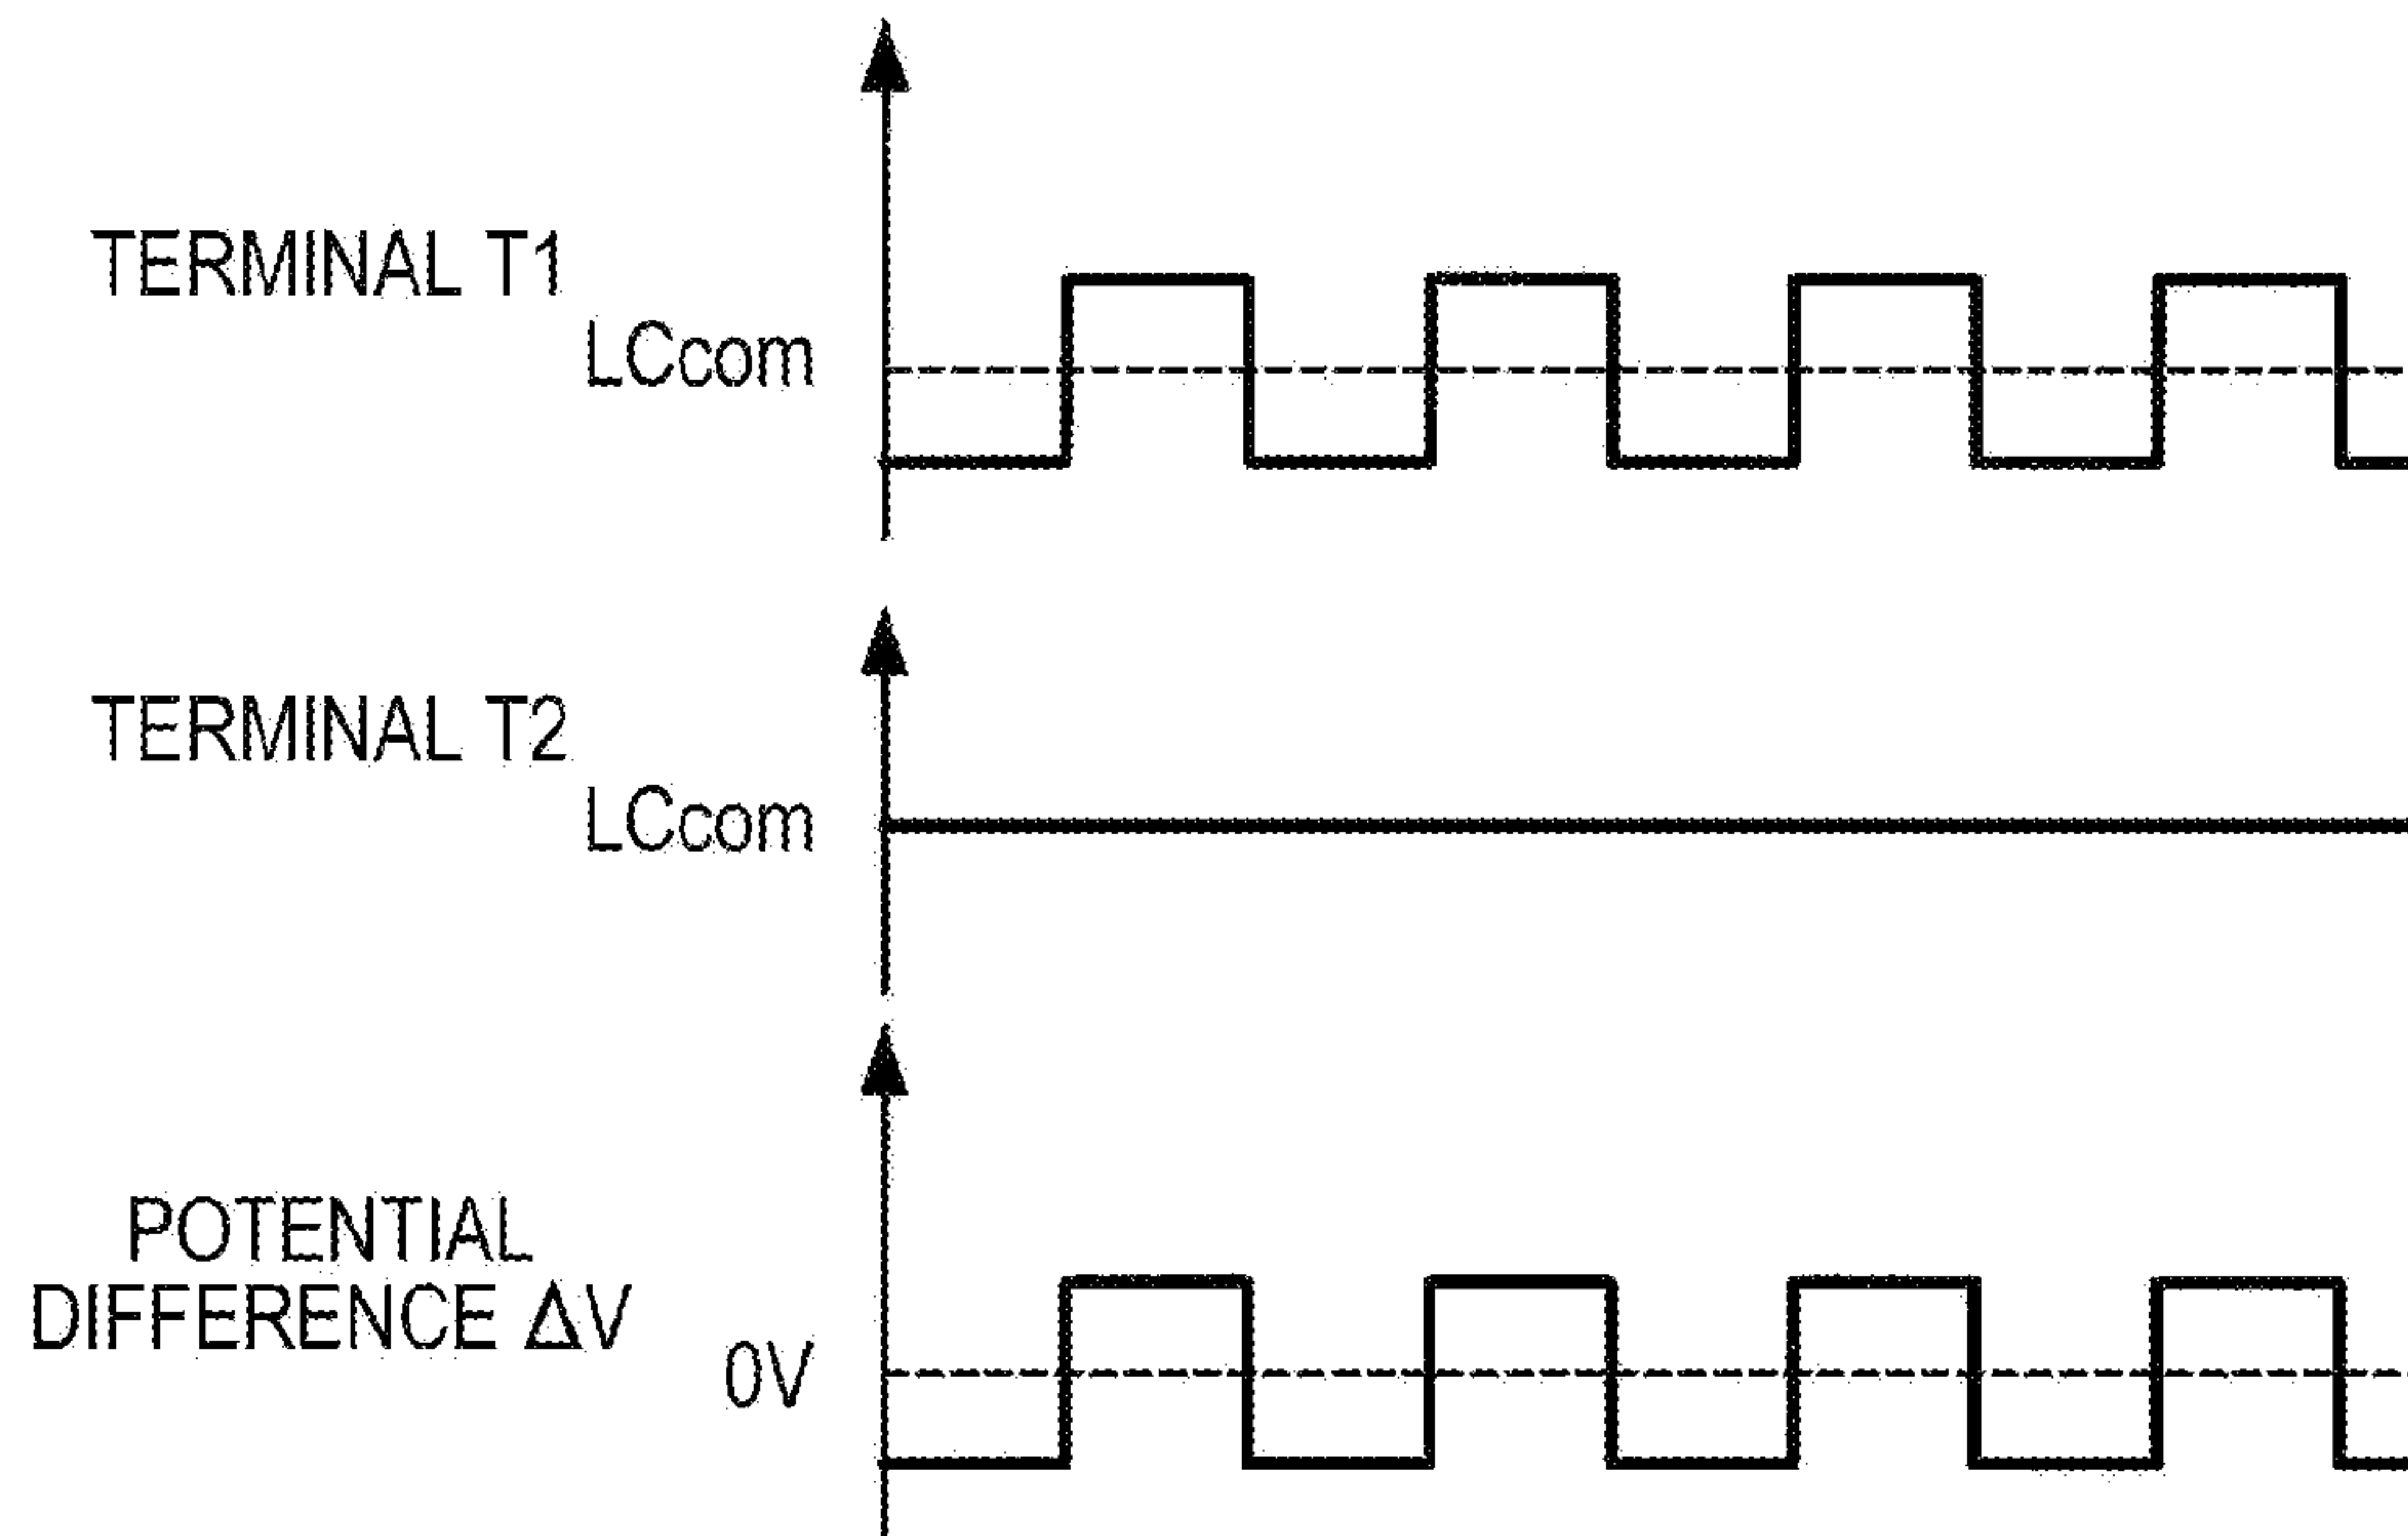 TERMINAL T1
LCcom
TERMINAL T2
LCcom
POTENTIAL
DIFFERENCE ΔV
0V